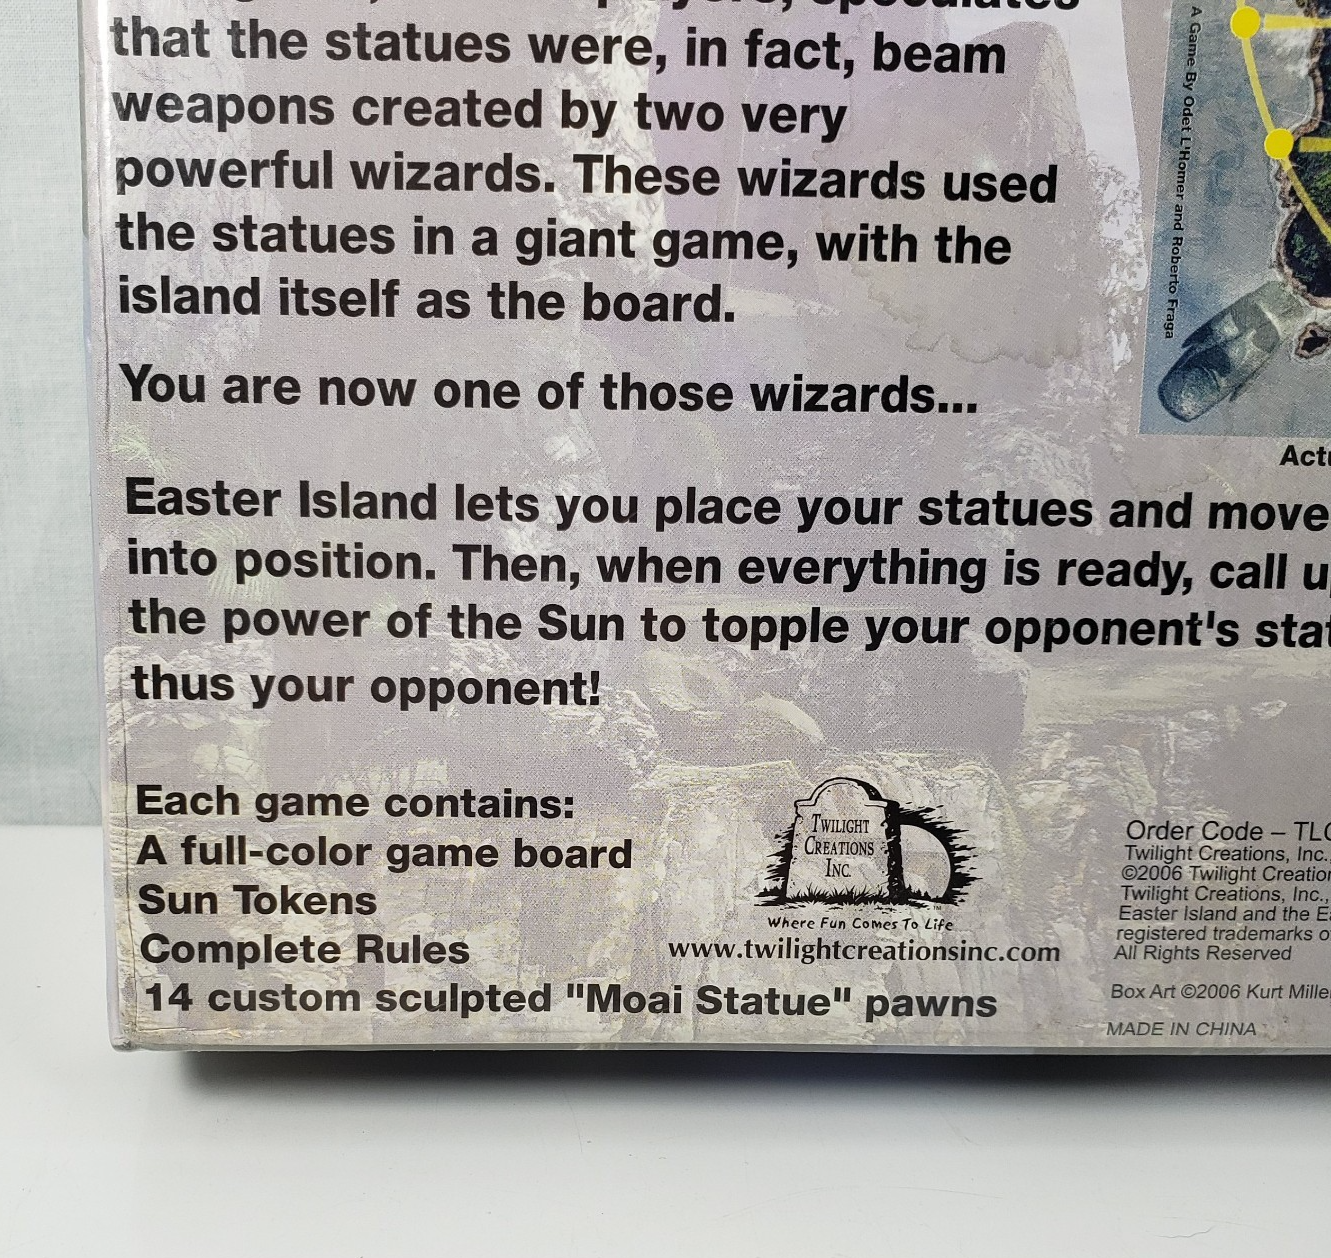 speculates
that the statues were, in fact, beam
weapons created by two very
powerful wizards. These wizards used
the statues in a giant game, with the
island itself as the board.
You are now one of those wizards...
A Game By Odet L'Homer and Roberto Fraga
Easter Island lets you place your statues and move
into position. Then, when everything is ready, call
the power of the Sun to topple your opponent's
thus your opponent!
Each game contains:
A full-color game board
Sun Tokens
Complete Rules
14 custom sculpted "Moai Statue" pawns
TWILIGHT
CREATIONS
INC.
Where Fun Comes To Life
www.twilightcreationsinc.com
Order Code –
Twilight Creations, Inc.
©2006 Twilight
Twilight Creations, Inc.,
Easter Island and the
registered trademarks
All Rights Reserved
Box Art ©2006 Kurt
MADE IN CHINA